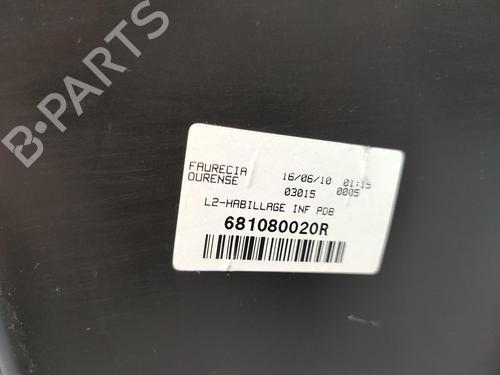 B-PARTS
FAURECIA
OURENSE
16/06/10 01:15
03015 0005
L2-HABILLAGE INF PDB
681080020R